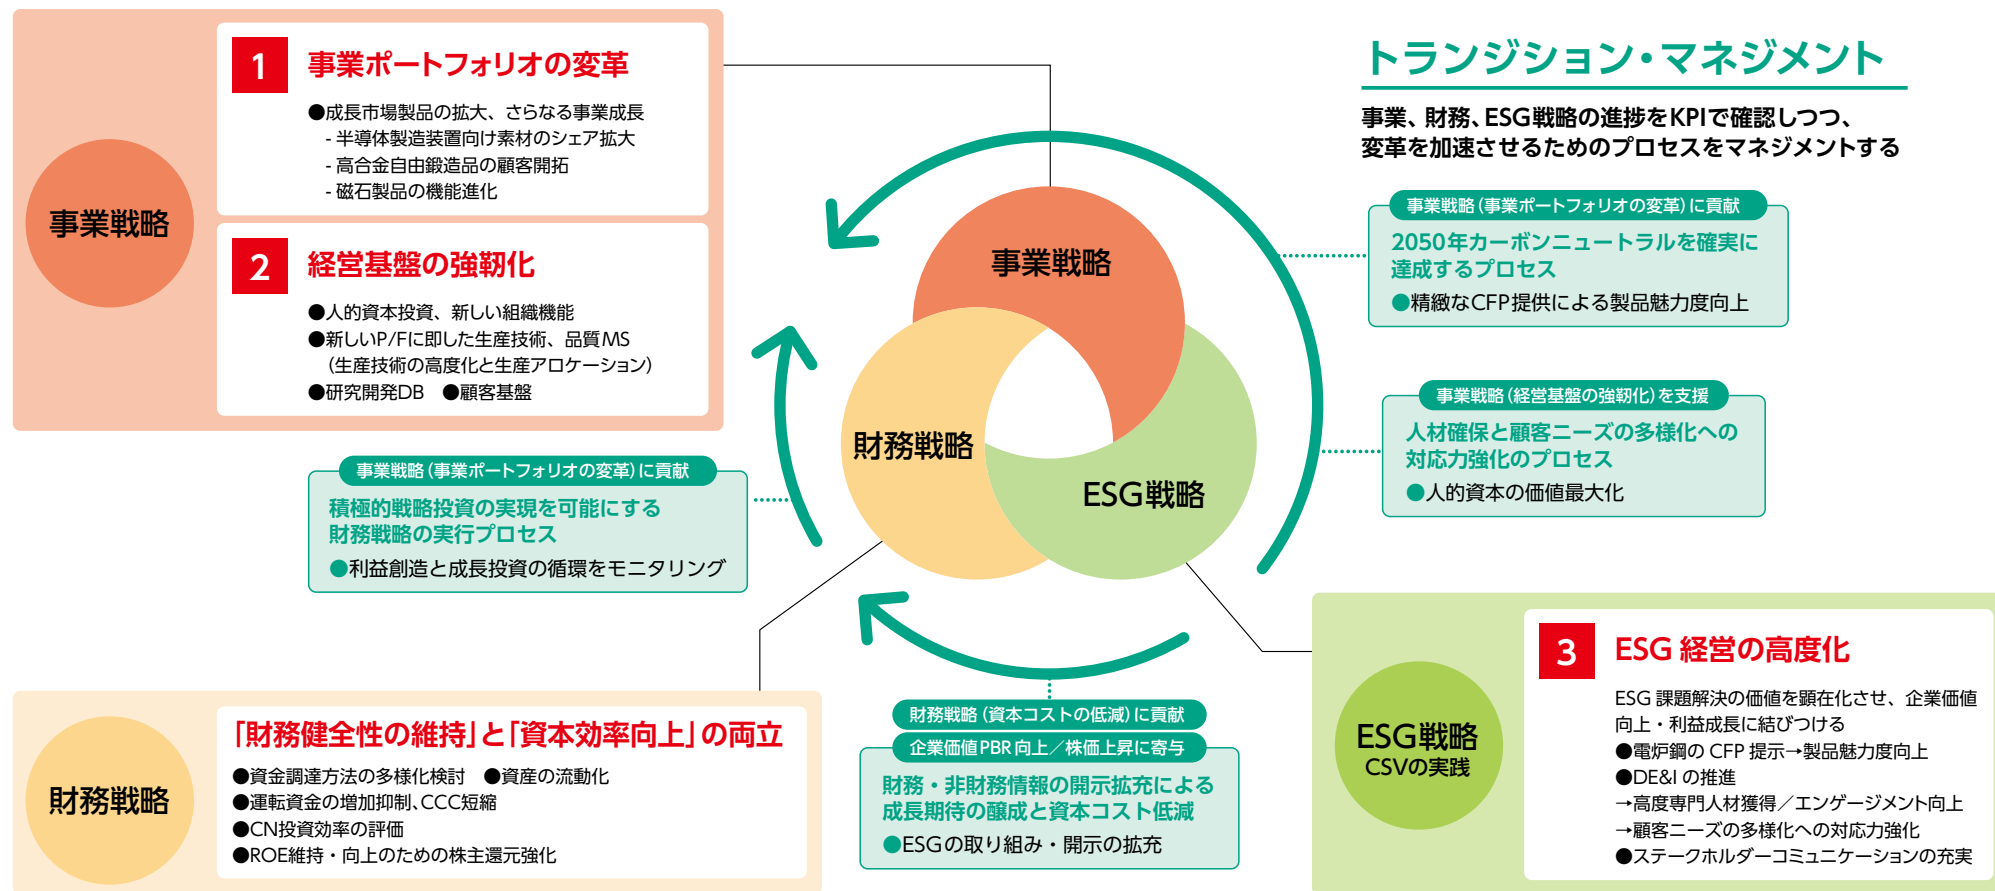 事業戦略
1 事業ポートフォリオの変革
●成長市場製品の拡大、さらなる事業成長
- 半導体製造装置向け素材のシェア拡大
- 高合金自由鍛造品の顧客開拓
- 磁石製品の機能進化
2 経営基盤の強靭化
●人的資本投資、新しい組織機能
●新しいP/Fに即した生産技術、品質MS
（生産技術の高度化と生産アロケーション）
●研究開発DB ●顧客基盤
トランジション・マネジメント
事業、財務、ESG戦略の進捗をKPIで確認しつつ、
変革を加速させるためのプロセスをマネジメントする
事業戦略
財務戦略
ESG戦略
事業戦略（事業ポートフォリオの変革）に貢献
2050年カーボンニュートラルを確実に
達成するプロセス
●精緻なCFP提供による製品魅力度向上
事業戦略（経営基盤の強靭化）を支援
人材確保と顧客ニーズの多様化への
対応力強化のプロセス
●人的資本の価値最大化
事業戦略（事業ポートフォリオの変革）に貢献
積極的戦略投資の実現を可能にする
財務戦略の実行プロセス
●利益創造と成長投資の循環をモニタリング
財務戦略
「財務健全性の維持」と「資本効率向上」の両立
●資金調達方法の多様化検討 ●資産の流動化
●運転資金の増加抑制、CCC短縮
●CN投資効率の評価
●ROE維持・向上のための株主還元強化
財務戦略（資本コストの低減）に貢献
企業価値PBR向上／株価上昇に寄与
財務・非財務情報の開示拡充による
成長期待の醸成と資本コスト低減
●ESGの取り組み・開示の拡充
ESG戦略
CSVの実践
3 ESG 経営の高度化
ESG 課題解決の価値を顕在化させ、企業価値
向上・利益成長に結びつける
●電炉鋼の CFP 提示→製品魅力度向上
●DE&I の推進
→高度専門人材獲得／エンゲージメント向上
→顧客ニーズの多様化への対応力強化
●ステークホルダーコミュニケーションの充実